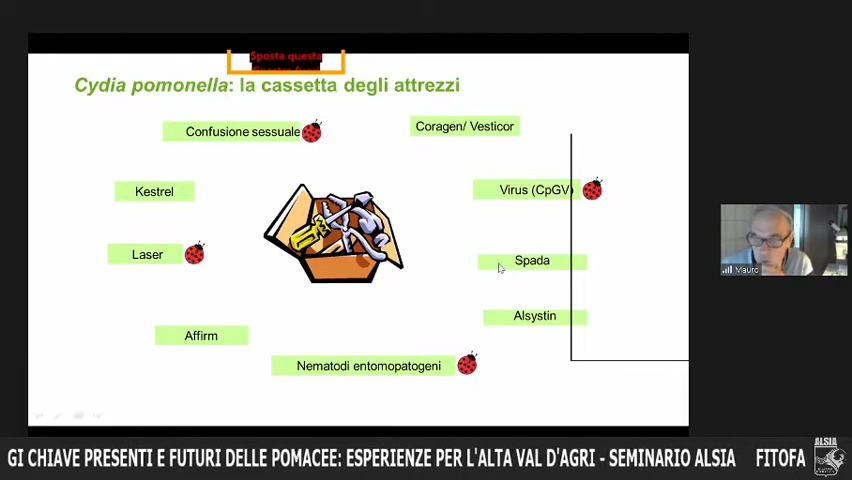 Sposta questa
Cydia pomonella: la cassetta degli attrezzi
Confusione sessuale
Coragen/ Vesticor
Kestrel
Virus (CpGV)
Laser
Spada
Alsystin
Affirm
Nematodi entomopatogeni
Mauro
GI CHIAVE PRESENTI E FUTURI DELLE POMACEE: ESPERIENZE PER L'ALTA VAL D'AGRI - SEMINARIO ALSIA FITOFA
ALSIA